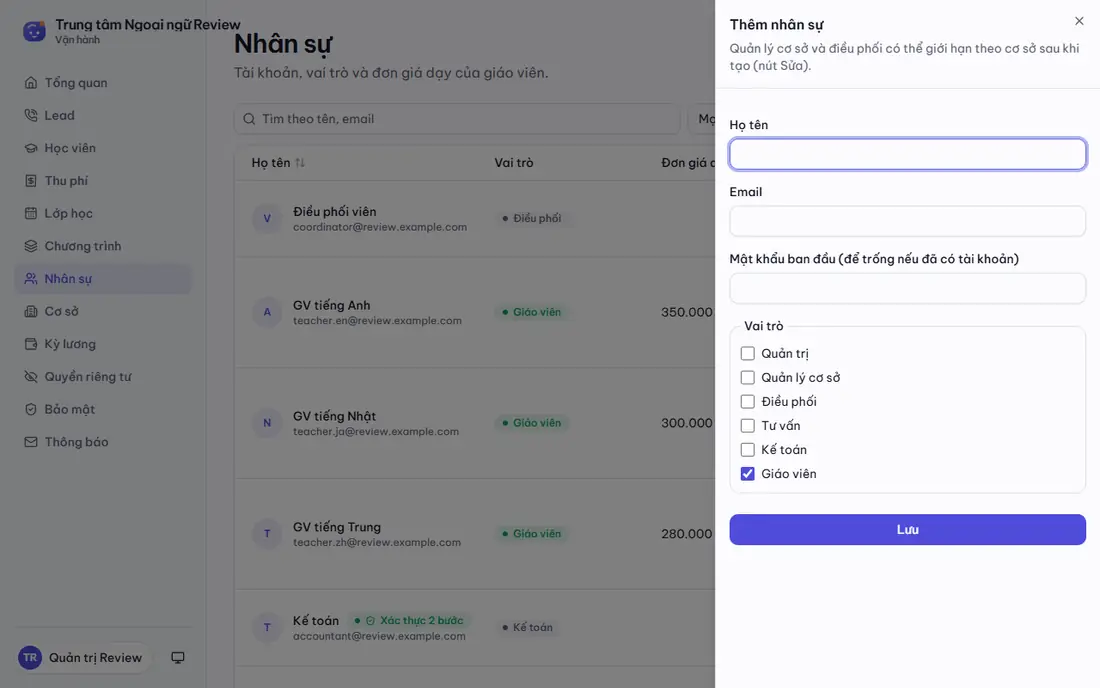 Trung tâm Ngoại ngữ Review
Vận hành
Tổng quan
Lead
Học viên
Thu phí
Lớp học
Chương trình
Nhân sự
Cơ sở
Kỳ lương
Quyền riêng tư
Bảo mật
Thông báo
TR Quản trị Review
Nhân sự
Tài khoản, vai trò và đơn giá dạy của giáo viên.
Tìm theo tên, email
Họ tên Vai trò Đơn giá
V Điều phối viên Điều phối
coordinator@review.example.com
A GV tiếng Anh Giáo viên 350.000
teacher.en@review.example.com
N GV tiếng Nhật Giáo viên 300.000
teacher.ja@review.example.com
T GV tiếng Trung Giáo viên 280.000
teacher.zh@review.example.com
T Kế toán Xác thực 2 bước Kế toán
accountant@review.example.com
Thêm nhân sự
Quản lý cơ sở và điều phối có thể giới hạn theo cơ sở sau khi
tạo (nút Sửa).
Họ tên
Email
Mật khẩu ban đầu (để trống nếu đã có tài khoản)
Vai trò
Quản trị
Quản lý cơ sở
Điều phối
Tư vấn
Kế toán
Giáo viên
Lưu